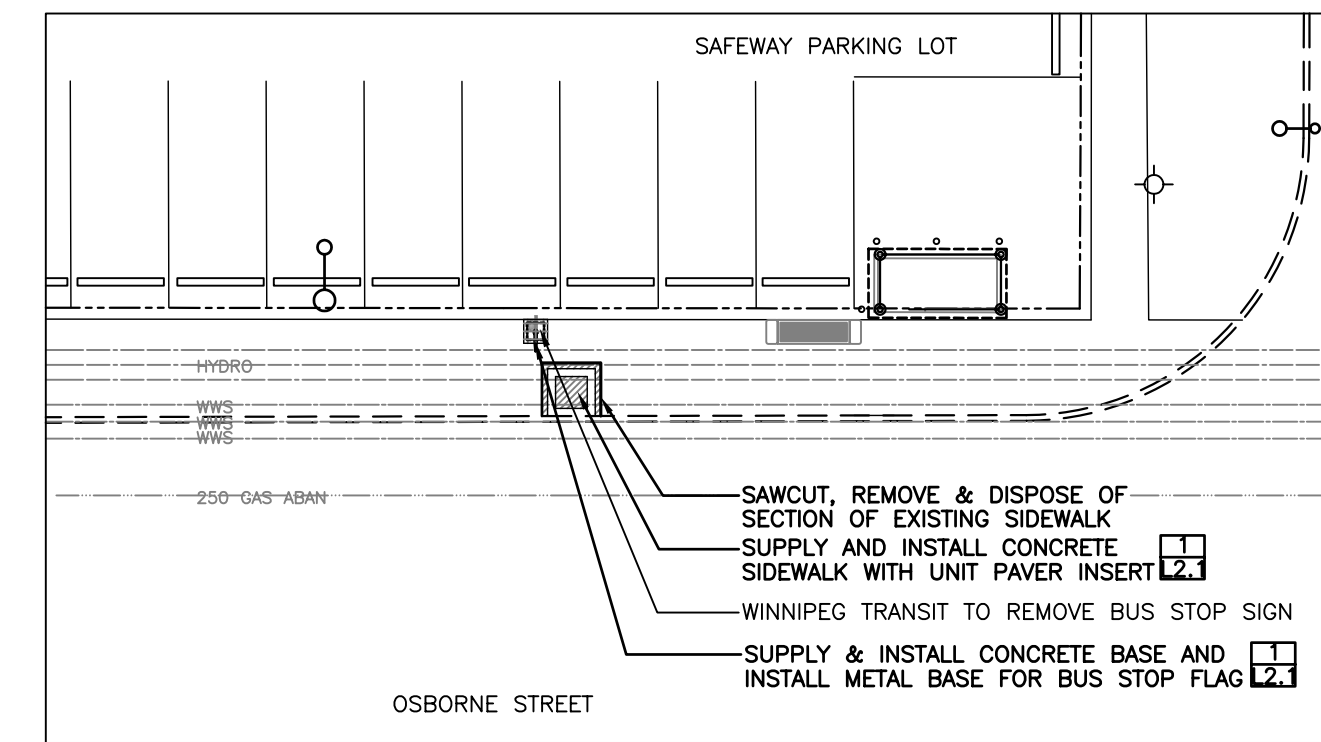 SAFEWAY PARKING LOT
HYDRO
WWS
WWS
WWS
250 GAS ABAN
SAWCUT, REMOVE & DISPOSE OF
SECTION OF EXISTING SIDEWALK
SUPPLY AND INSTALL CONCRETE 1
SIDEWALK WITH UNIT PAVER INSERT L2.1
WINNIPEG TRANSIT TO REMOVE BUS STOP SIGN
SUPPLY & INSTALL CONCRETE BASE AND 1
INSTALL METAL BASE FOR BUS STOP FLAG L2.1
OSBORNE STREET